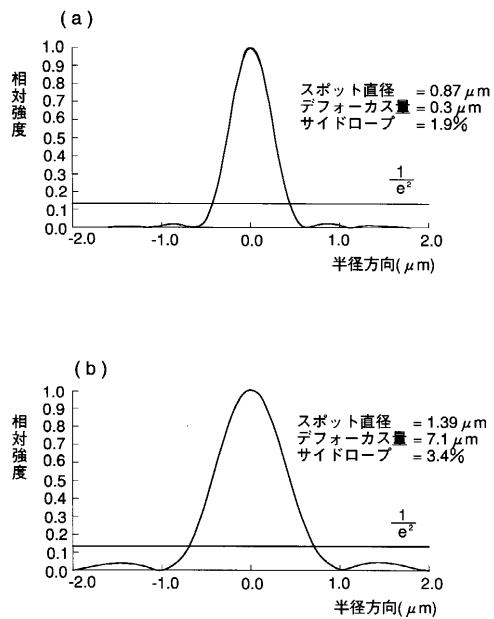 (a)
相対強度
1.0
0.9
0.8
0.7
0.6
0.5
0.4
0.3
0.2
0.1
0
スポット直径 = 0.87 μm
デフォーカス量 = 0.3 μm
サイドロープ = 1.9%
1
e²
-2.0 -1.0 0.0 1.0 2.0
半径方向(μm)
(b)
相対強度
1.0
0.9
0.8
0.7
0.6
0.5
0.4
0.3
0.2
0.1
0.0
スポット直径 = 1.39 μm
デフォーカス量 = 7.1 μm
サイドロープ = 3.4%
1
e²
-2.0 -1.0 0.0 1.0 2.0
半径方向(μm)